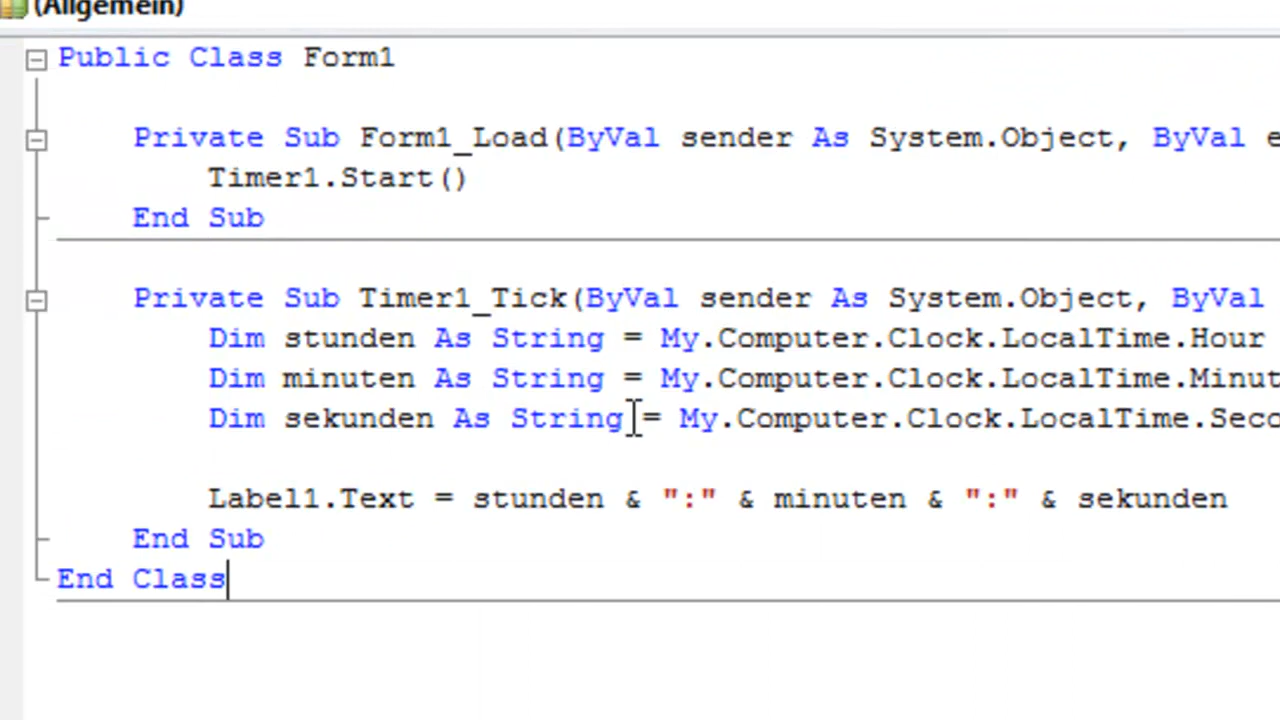 (Allgemein)
Public Class Form1
Private Sub Form1_Load(ByVal sender As System.Object, ByVal e
Timer1.Start()
End Sub
Private Sub Timer1_Tick(ByVal sender As System.Object, ByVal
Dim stunden As String = My.Computer.Clock.LocalTime.Hour
Dim minuten As String = My.Computer.Clock.LocalTime.Minut
Dim sekunden As String = My.Computer.Clock.LocalTime.Seco
Label1.Text = stunden & ":" & minuten & ":" & sekunden
End Sub
End Class